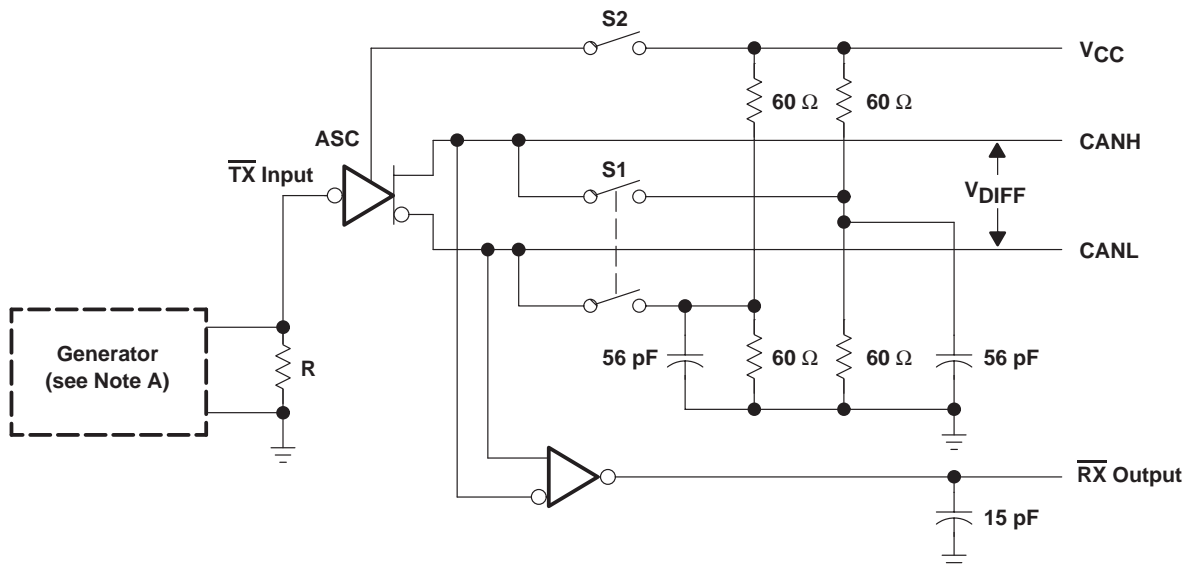 S2
VCC
60 Ω
60 Ω
ASC
CANH
TX Input
S1
VDIFF
CANL
Generator
(see Note A)
R
56 pF
60 Ω
60 Ω
56 pF
RX Output
15 pF